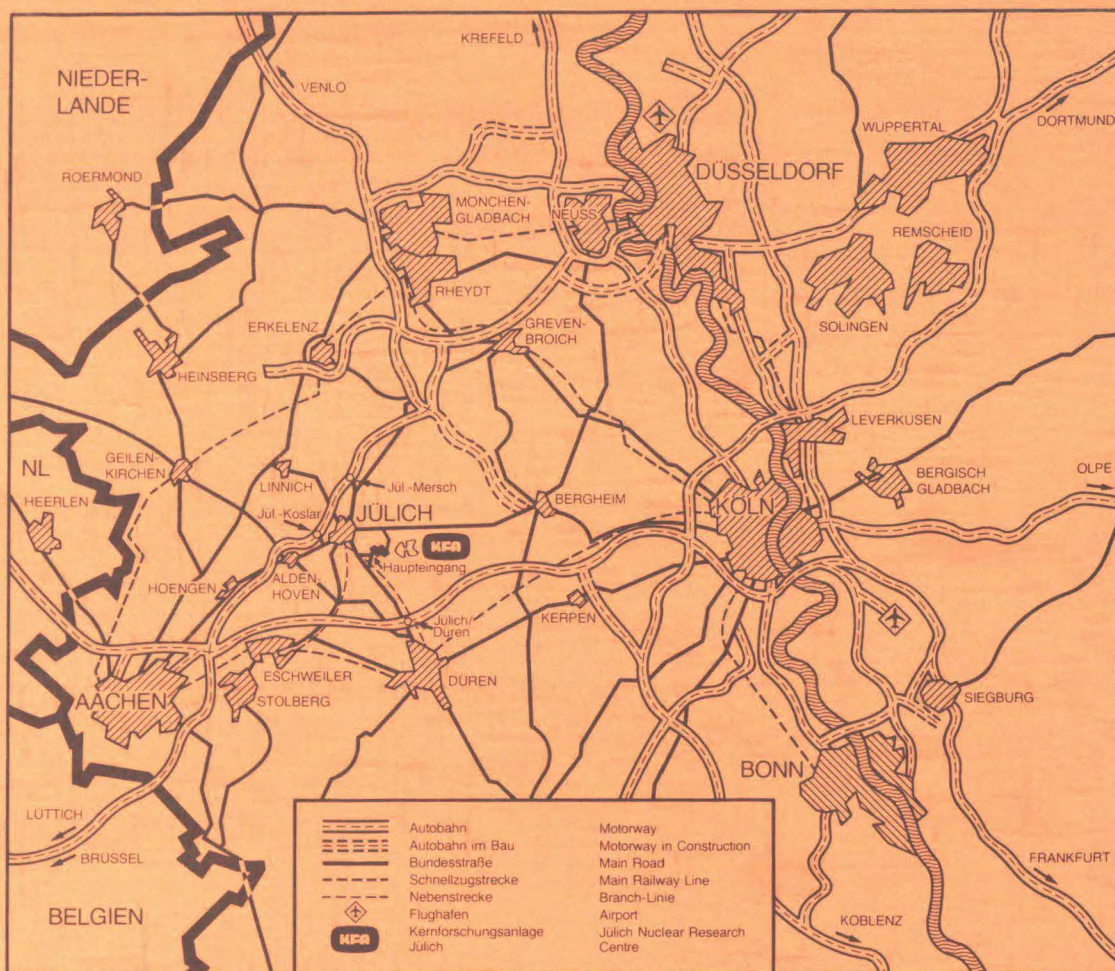 KREFELD
NIEDER-
LANDE
VENLO
DORTMUND
WUPPERTAL
DÜSSELDORF
ROERMOND
MÖNCHEN-
GLADBACH
NEUSS
REMSCHEID
RHEYDT
SOLINGEN
ERKELENZ
GREVEN-
BROICH
HEINSBERG
LEVERKUSEN
GEILEN-
KIRCHEN
NL
LINNICH
BERGISCH
GLADBACH
OLPE
HEERLEN
Jül.-Mersch
BERGHEIM
KÖLN
Jül.-Koslar
JÜLICH
KFA
Haupteingang
HOENGEN
ALDEN-
HOVEN
KERPEN
Jülich/
Düren
ESCHWEILER
DÜREN
AACHEN
STOLBERG
SIEGBURG
BONN
LÜTTICH
BRÜSSEL
FRANKFURT
BELGIEN
KOBLENZ
Autobahn Motorway
Autobahn im Bau Motorway in Construction
Bundesstraße Main Road
Schnellzugstrecke Main Railway Line
Nebenstrecke Branch-Linie
Flughafen Airport
KFA Kernforschungsanlage Jülich Nuclear Research
Jülich Centre